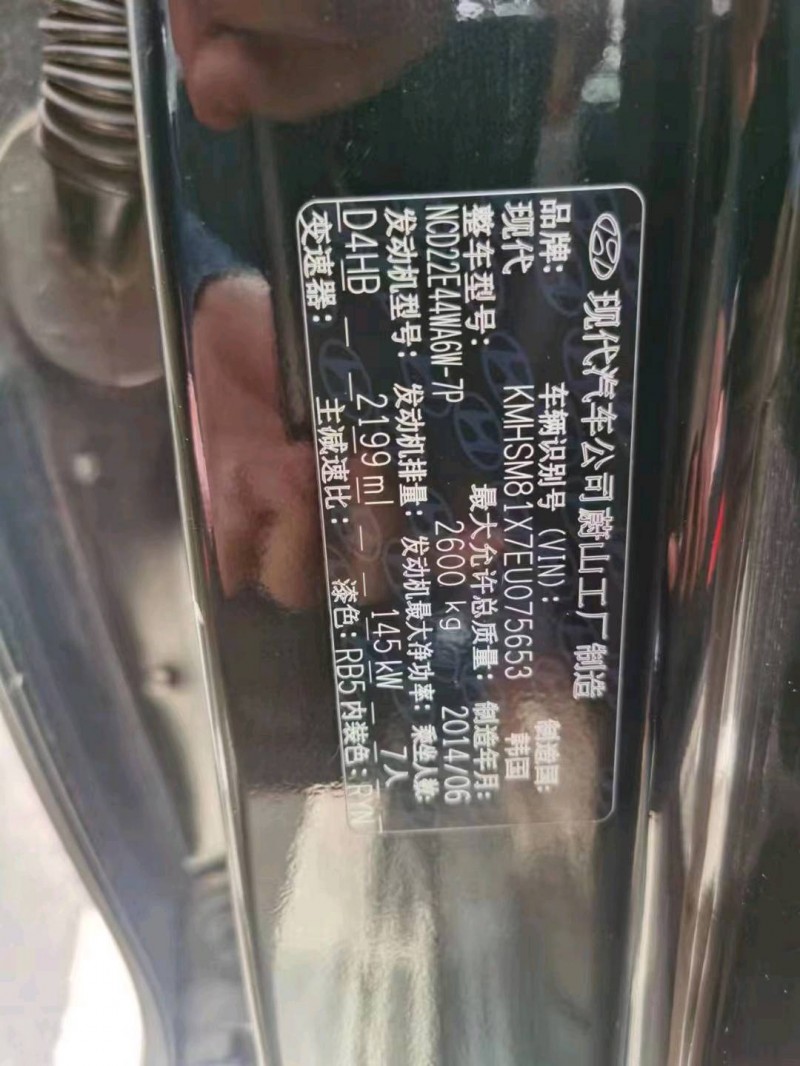 现代汽车公司蔚山工厂制造
品牌: 车辆识别号 (VIN): 制造国:
现代 KMHSM81X7EU075653 韩国
整车型号: 最大允许总质量: 制造年月:
NCD22E44WA6W-7P 2600 kg 2014/06
发动机型号: 发动机排量: 发动机最大净功率: 乘坐人数:
D4HB 2199 ml 145 kW 7人
变速器: 主减速比: 漆色: RB5 内装色: RYN